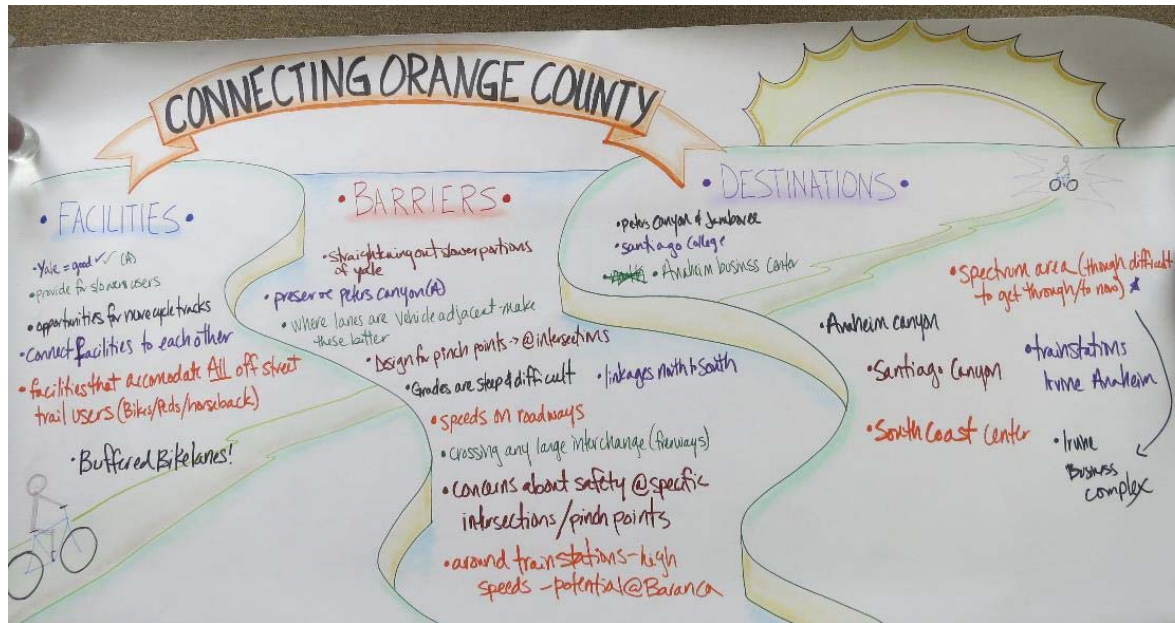 CONNECTING ORANGE COUNTY
• FACILITIES •
• Yale = good ✓✓ (A)
• provide for slower users
• opportunities for more cycle tracks
• Connect facilities to each other
• facilities that accomodate ALL off street
trail users (Bikes/Peds/horseback)
• Buffered Bikelanes!
• BARRIERS •
• Straightening out slower portions
of yale
• preserve peters canyon (A)
• Where lanes are vehicle adjacent-make
these better
• Design for pinch points → @ intersections
• Grades are steep & difficult
• linkages north to south
• speeds on roadways
• crossing any large interchange (freeways)
• concerns about safety @ specific
intersections/pinch points
• around trainstations-high
speeds - potential @ Baranca
• DESTINATIONS •
• peters canyon & Jamboree
• santiago college
• Anaheim business center
• spectrum area (though difficult
to get through/to now) *
• Anaheim canyon
• Santiago Canyon
• South Coast Center
• trainstations
Irvine Anaheim
• Irvine
Business
complex